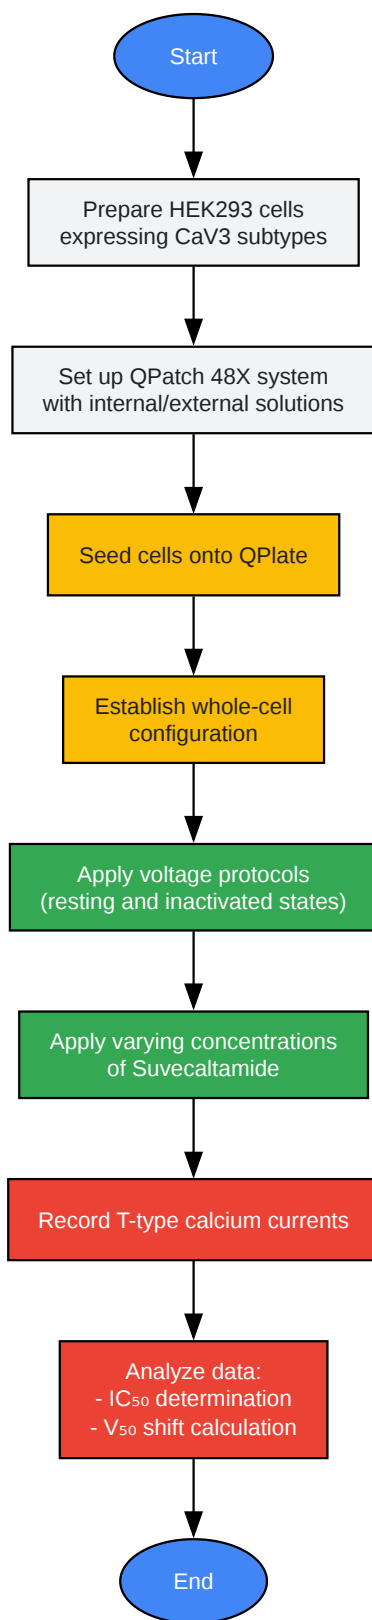 Start
Prepare HEK293 cells
expressing CaV3 subtypes
Set up QPatch 48X system
with internal/external solutions
Seed cells onto QPlate
Establish whole-cell
configuration
Apply voltage protocols
(resting and inactivated states)
Apply varying concentrations
of Suvecaltamide
Record T-type calcium currents
Analyze data:
- IC₅₀ determination
- V₅₀ shift calculation
End